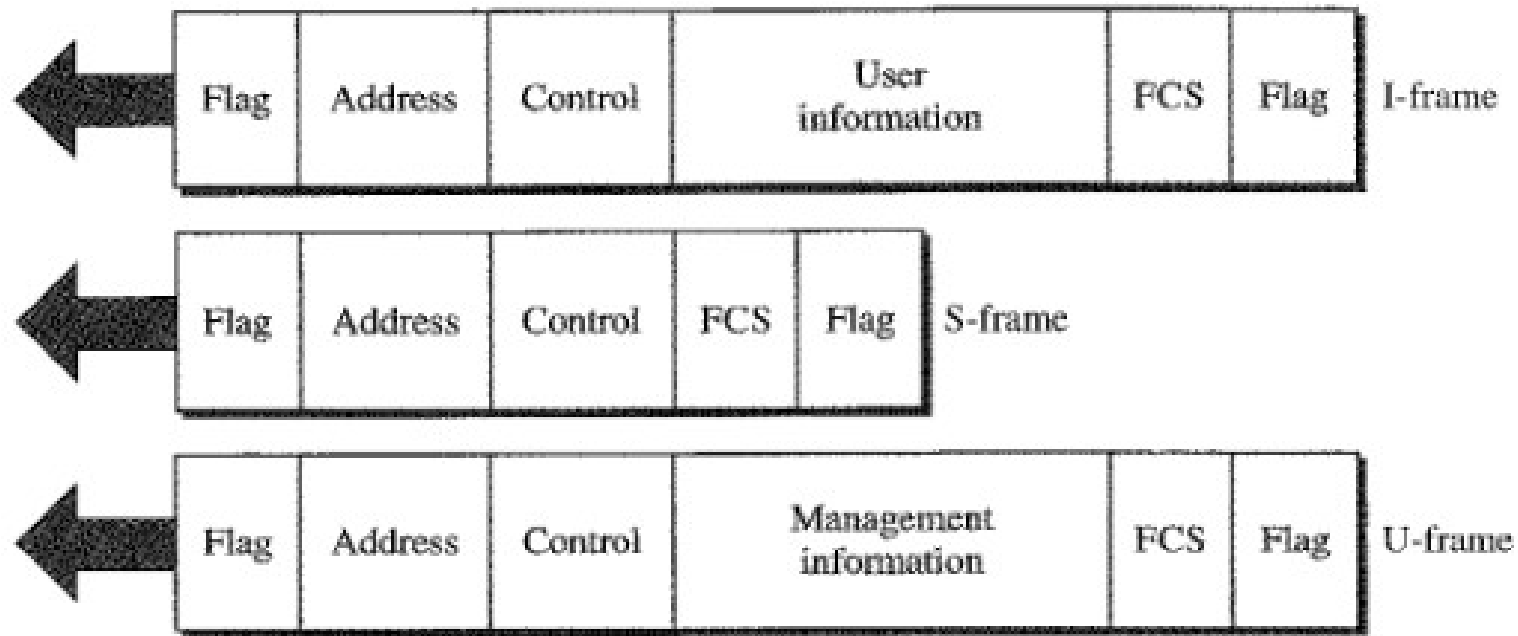 Flag Address Control User information FCS Flag I-frame
Flag Address Control FCS Flag S-frame
Flag Address Control Management information FCS Flag U-frame